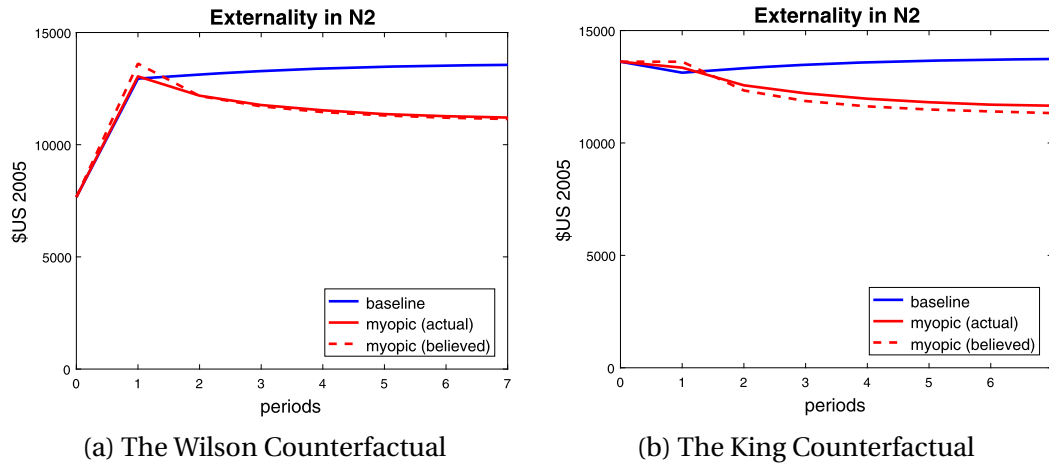 Externality in N2
15000
10000
5000
0
$US 2005
0 1 2 3 4 5 6 7
periods
baseline
myopic (actual)
myopic (believed)
(a) The Wilson Counterfactual
Externality in N2
15000
10000
5000
0
$US 2005
0 1 2 3 4 5 6
periods
baseline
myopic (actual)
myopic (believed)
(b) The King Counterfactual